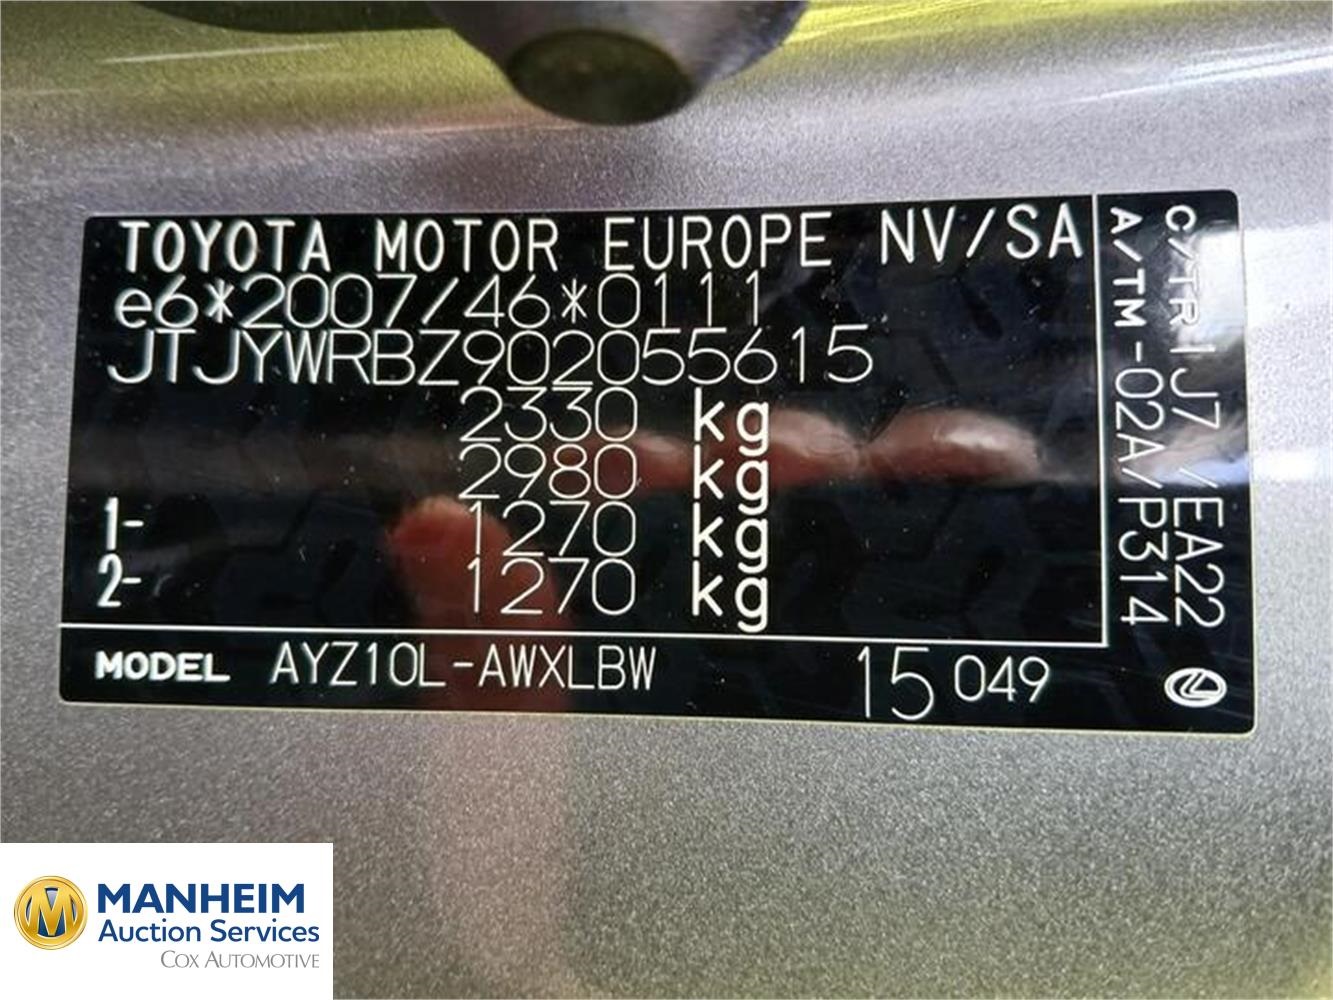 TOYOTA MOTOR EUROPE NV/SA
e6*2007/46*0111
JTJYWRBZ902055615
2330 kg
2980 kg
1- 1270 kg
2- 1270 kg
MODEL AYZ10L-AWXLBW 15 049
C/TR 1J7 /EA22
A/TM-02A/P314
MANHEIM
Auction Services
COX AUTOMOTIVE